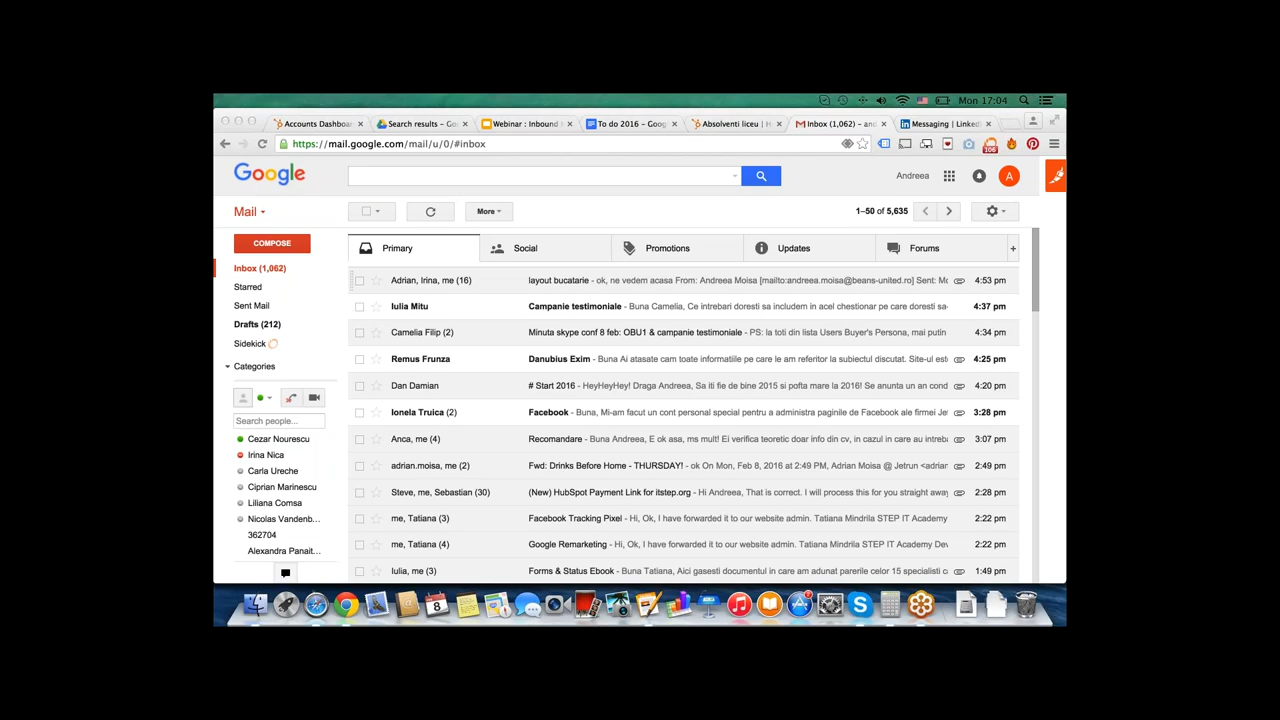 Mon 17:04
Accounts Dashboa
Search results – Go
Webinar : Inbound M
To do 2016 - Goog
Absolventi liceu | H
Inbox (1,062) – and
Messaging | LinkedI
https://mail.google.com/mail/u/0/#inbox
106
Google
Andreea
A
Mail
More
1–50 of 5,635
COMPOSE
Primary
Social
Promotions
Updates
Forums
+
Inbox (1,062)
Starred
Sent Mail
Drafts (212)
Sidekick
Categories
Search people...
Cezar Nourescu
Irina Nica
Carla Ureche
Ciprian Marinescu
Liliana Comsa
Nicolas Vandenb...
362704
Alexandra Panait...
Adrian, Irina, me (16) layout bucatarie - ok, ne vedem acasa From: Andreea Moisa [mailto:andreea.moisa@beans-united.ro] Sent: Mo 4:53 pm
Iulia Mitu Campanie testimoniale - Buna Camelia, Ce intrebari doresti sa includem in acel chestionar pe care doresti sa- 4:37 pm
Camelia Filip (2) Minuta skype conf 8 feb: OBU1 & campanie testimoniale - PS: la toti din lista Users Buyer's Persona, mai putin 4:34 pm
Remus Frunza Danubius Exim - Buna Ai atasate cam toate informatiile pe care le am referitor la subiectul discutat. Site-ul est 4:25 pm
Dan Damian # Start 2016 - HeyHeyHey! Draga Andreea, Sa iti fie de bine 2015 si pofta mare la 2016! Se anunta un an cond 4:20 pm
Ionela Truica (2) Facebook - Buna, Mi-am facut un cont personal special pentru a administra paginile de Facebook ale firmei Je 3:28 pm
Anca, me (4) Recomandare - Buna Andreea, E ok asa, ms mult! Ei verifica teoretic doar info din cv, in cazul in care au intreba 3:07 pm
adrian.moisa, me (2) Fwd: Drinks Before Home - THURSDAY! - ok On Mon, Feb 8, 2016 at 2:49 PM, Adrian Moisa @ Jetrun <adrian 2:49 pm
Steve, me, Sebastian (30) (New) HubSpot Payment Link for itstep.org - Hi Andreea, That is correct. I will process this for you straight away 2:28 pm
me, Tatiana (3) Facebook Tracking Pixel - Hi, Ok, I have forwarded it to our website admin. Tatiana Mindrila STEP IT Academy 2:22 pm
me, Tatiana (4) Google Remarketing - Hi, Ok, I have forwarded it to our website admin. Tatiana Mindrila STEP IT Academy Dev 2:22 pm
Iulia, me (3) Forms & Status Ebook - Buna Tatiana, Aici gasesti documentul in care am adunat parerile celor 15 specialisti c 1:49 pm
8